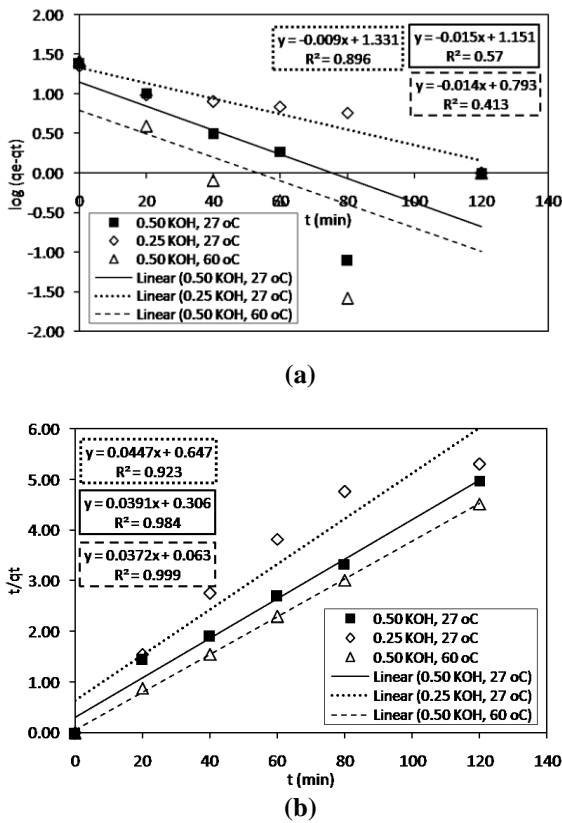 2.00
1.50
1.00
0.50
0.00
-0.50
-1.00
-1.50
-2.00
log (qe-qt)
y = -0.009x + 1.331
R² = 0.896
y = -0.015x + 1.151
R² = 0.57
y = -0.014x + 0.793
R² = 0.413
0 20 40 60 80 100 120 140
t (min)
0.50 KOH, 27 oC
0.25 KOH, 27 oC
0.50 KOH, 60 oC
Linear (0.50 KOH, 27 oC)
Linear (0.25 KOH, 27 oC)
Linear (0.50 KOH, 60 oC)
(a)
6.00
5.00
4.00
3.00
2.00
1.00
0.00
t/qt
y = 0.0447x + 0.647
R² = 0.923
y = 0.0391x + 0.306
R² = 0.984
y = 0.0372x + 0.063
R² = 0.999
0.50 KOH, 27 oC
0.25 KOH, 27 oC
0.50 KOH, 60 oC
Linear (0.50 KOH, 27 oC)
Linear (0.25 KOH, 27 oC)
Linear (0.50 KOH, 60 oC)
0 20 40 60 80 100 120 140
t (min)
(b)